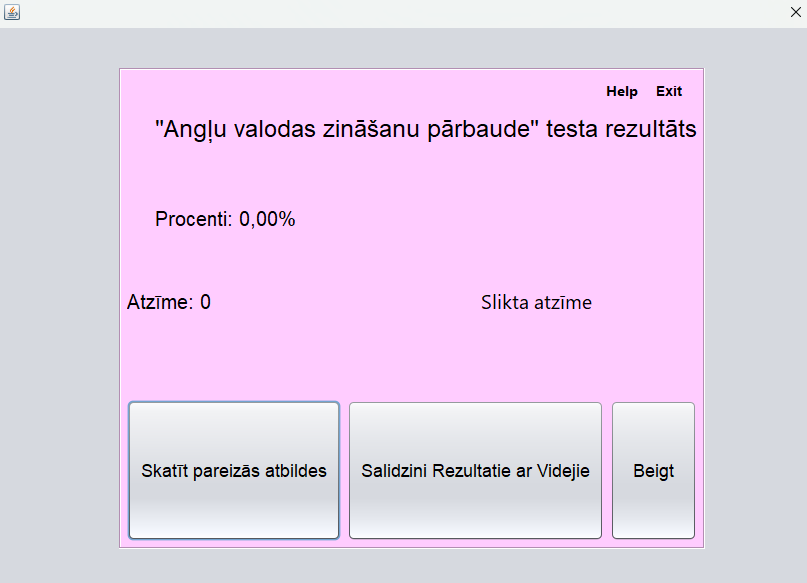 Help Exit
"Angļu valodas zināšanu pārbaude" testa rezultāts
Procenti: 0,00%
Atzīme: 0 Slikta atzīme
Skatīt pareizās atbildes Salidzini Rezultatie ar Videjie Beigt